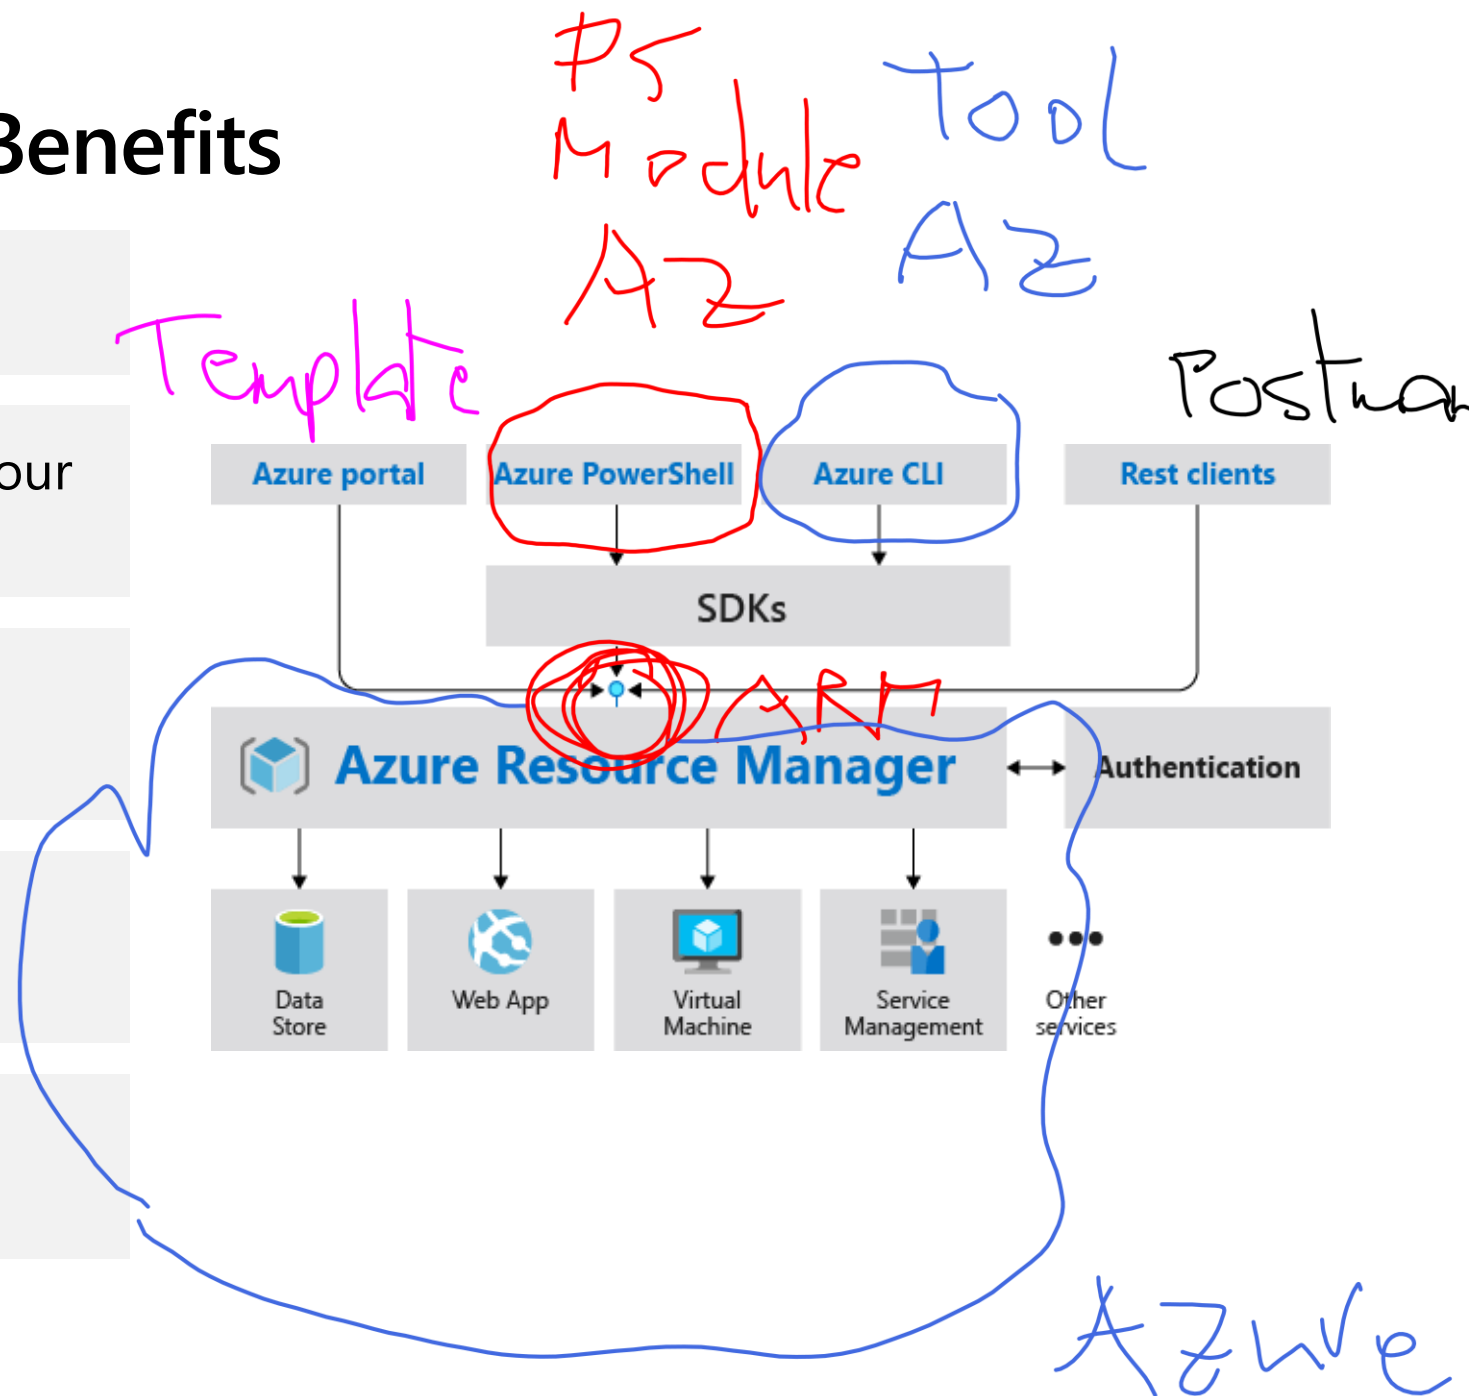 PS
Module
Az
Tool
Az
Benefits
Template
Postman
our
Azure portal
Azure PowerShell
Azure CLI
Rest clients
SDKs
ARM
Azure Resource Manager
Authentication
Data
Store
Web App
Virtual
Machine
Service
Management
Other
services
Azure